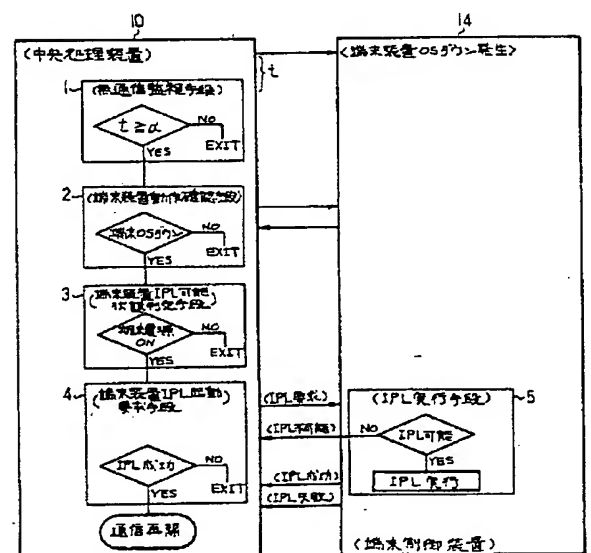 10
14
(中央処理装置)
(端末装置OSダウン発生)
t
1
(無通信監視手段)
t≧α
NO
EXIT
YES
2
(端末装置動作確認手段)
端末OSダウン
NO
EXIT
YES
3
(端末装置IPL可能
状態判定手段)
端末電源
ON
NO
EXIT
YES
4
(端末装置IPL起動
要求手段)
(IPL要求)
(IPL実行手段)
5
(IPL不可能)
NO
IPL可能
YES
IPL成功
NO
EXIT
YES
(IPL成功)
IPL実行
(IPL失敗)
通信再開
(端末制御装置)